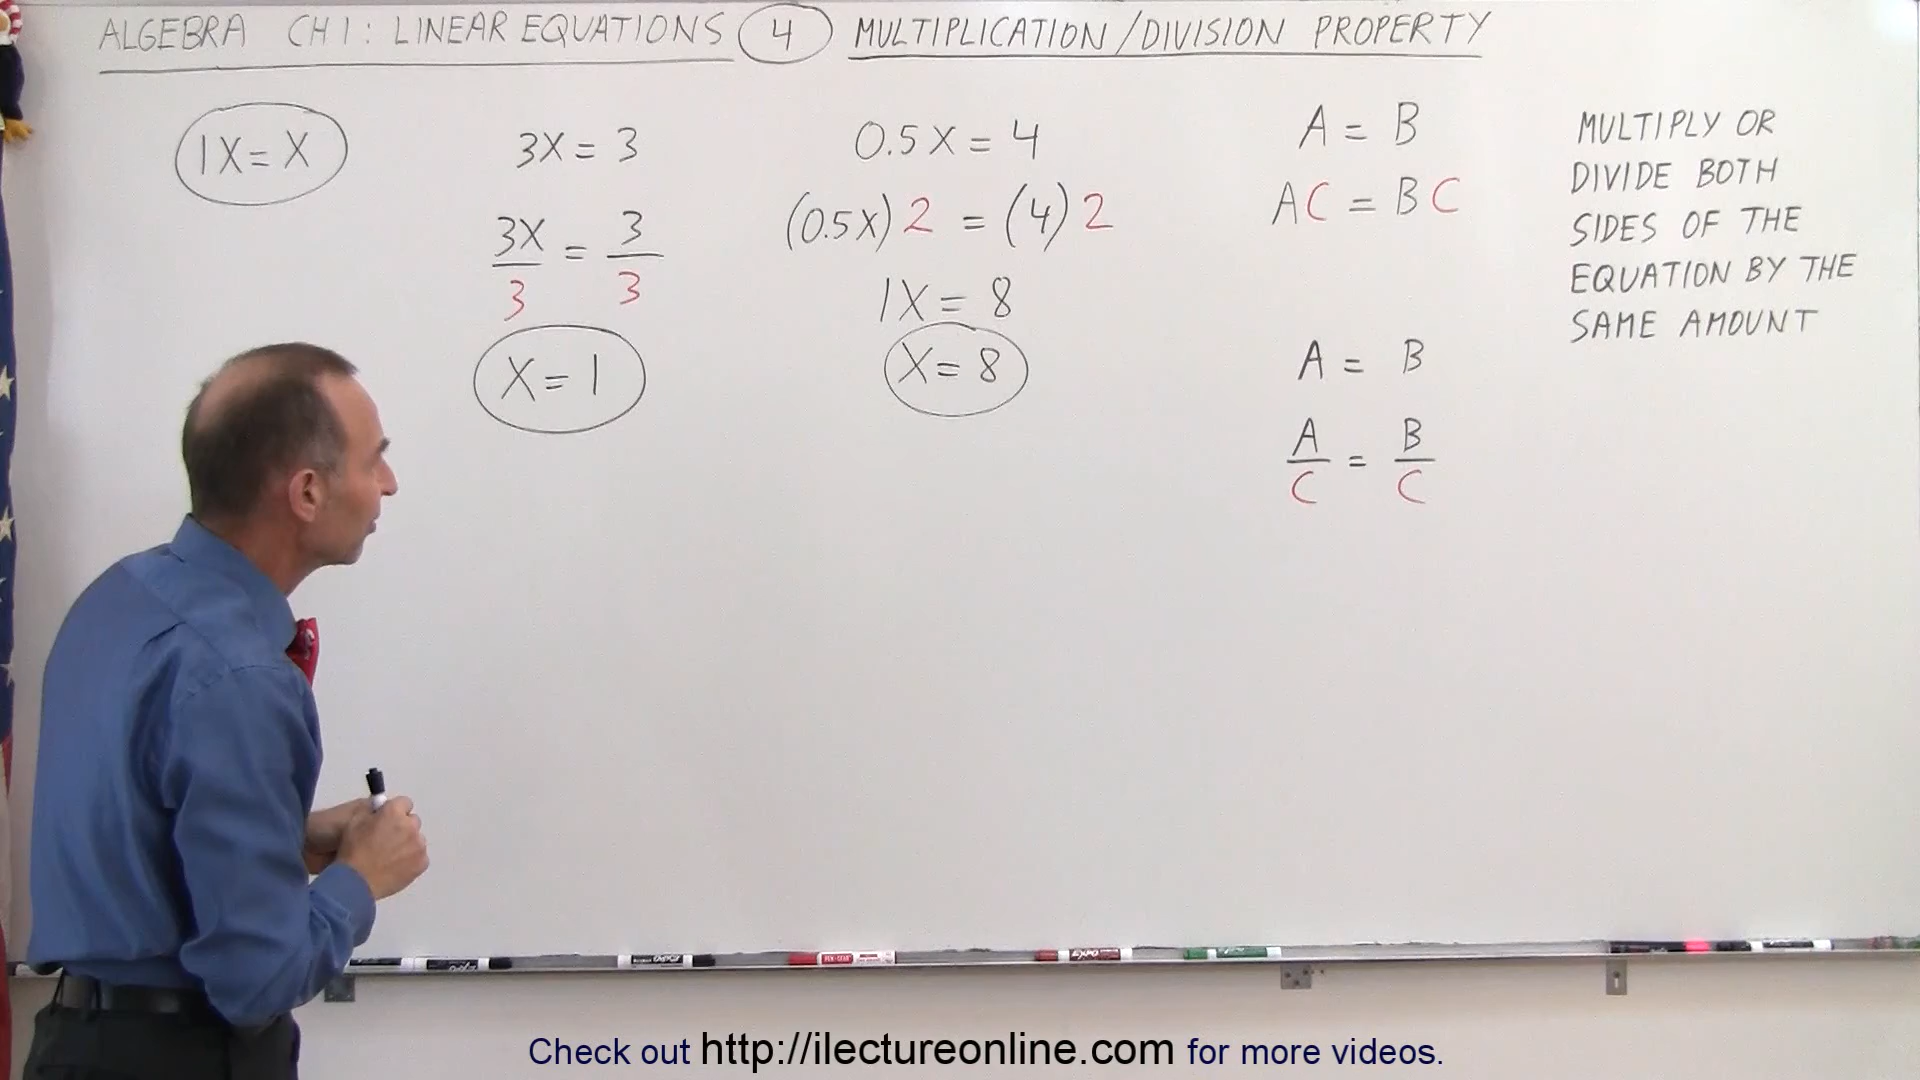 ALGEBRA CH 1: LINEAR EQUATIONS 4 MULTIPLICATION/DIVISION PROPERTY
1X = X
3X = 3
3X/3 = 3/3
X = 1
0.5X = 4
(0.5X)2 = (4)2
1X = 8
X = 8
A = B
AC = BC
A = B
A/C = B/C
MULTIPLY OR
DIVIDE BOTH
SIDES OF THE
EQUATION BY THE
SAME AMOUNT
EXPO
Check out http://ilectureonline.com for more videos.